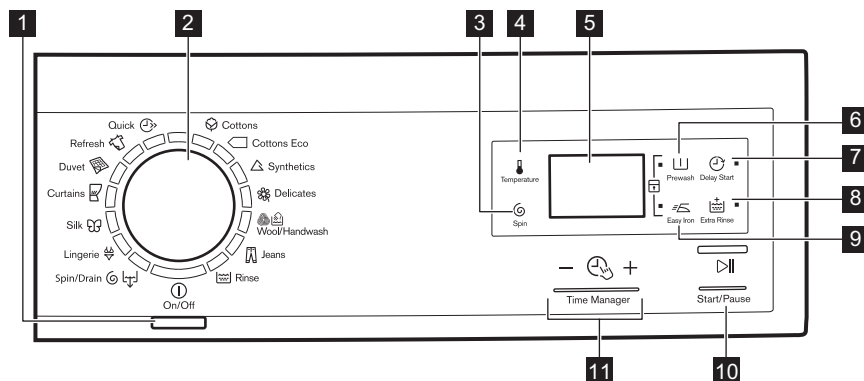 1
2
3
4
5
6
7
8
9
10
11
Quick
Refresh
Duvet
Curtains
Silk
Lingerie
Spin/Drain
On/Off
Cottons
Cottons Eco
Synthetics
Delicates
Wool/Handwash
Jeans
Rinse
Temperature
Spin
Prewash
Delay Start
Easy Iron
Extra Rinse
Time Manager
Start/Pause